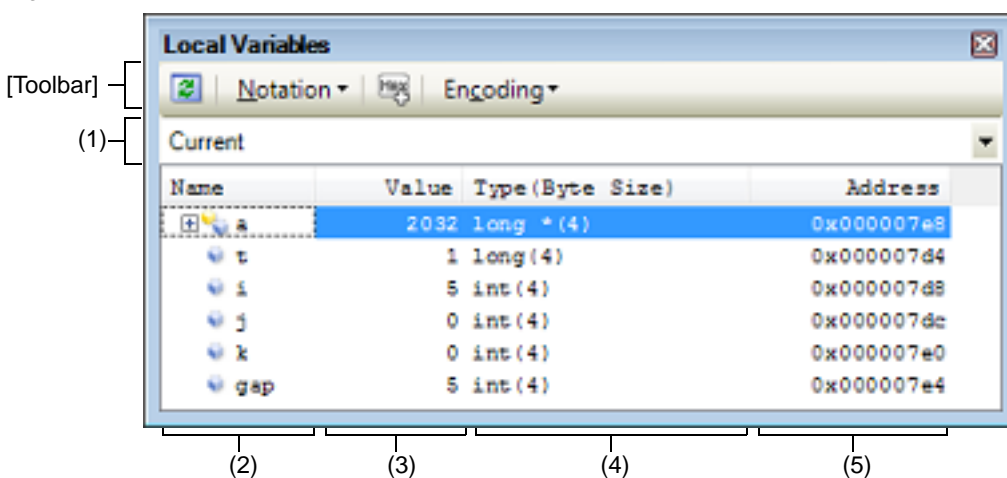 Local Variables
[Toolbar]
Notation Hex Encoding
(1)
Current
Name Value Type(Byte Size) Address
a 2032 long *(4) 0x000007e8
t 1 long(4) 0x000007d4
i 5 int(4) 0x000007d8
j 0 int(4) 0x000007dc
k 0 int(4) 0x000007e0
gap 5 int(4) 0x000007e4
(2) (3) (4) (5)